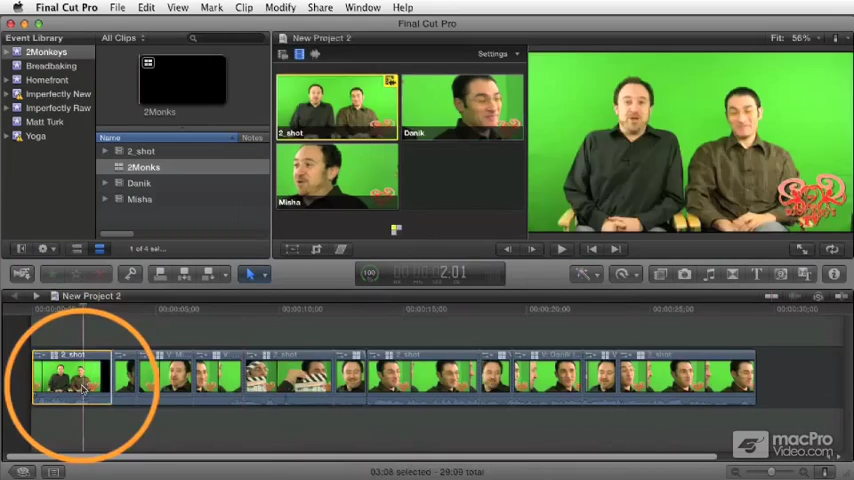 Final Cut Pro File Edit View Mark Clip Modify Share Window Help
Final Cut Pro
Event Library
All Clips
New Project 2
Settings
Fit: 56%
2Monkeys
Breadbaking
Homefront
Imperfectly New
Imperfectly Raw
Matt Turk
Yoga
2Monks
Name
Notes
2_shot
2Monks
Danik
Misha
1 of 4 sel...
2_shot
Danik
Misha
100
2:01
New Project 2
00:00:05;00
00:00:10;00
00:00:15;00
00:00:20;00
00:00:25;00
00:00:30;00
2_shot
V: Mi...
V: ...
2_shot
2_shot
V: Danik I...
V: ...
2_shot
macPro
Video.com
03:08 selected - 29:09 total